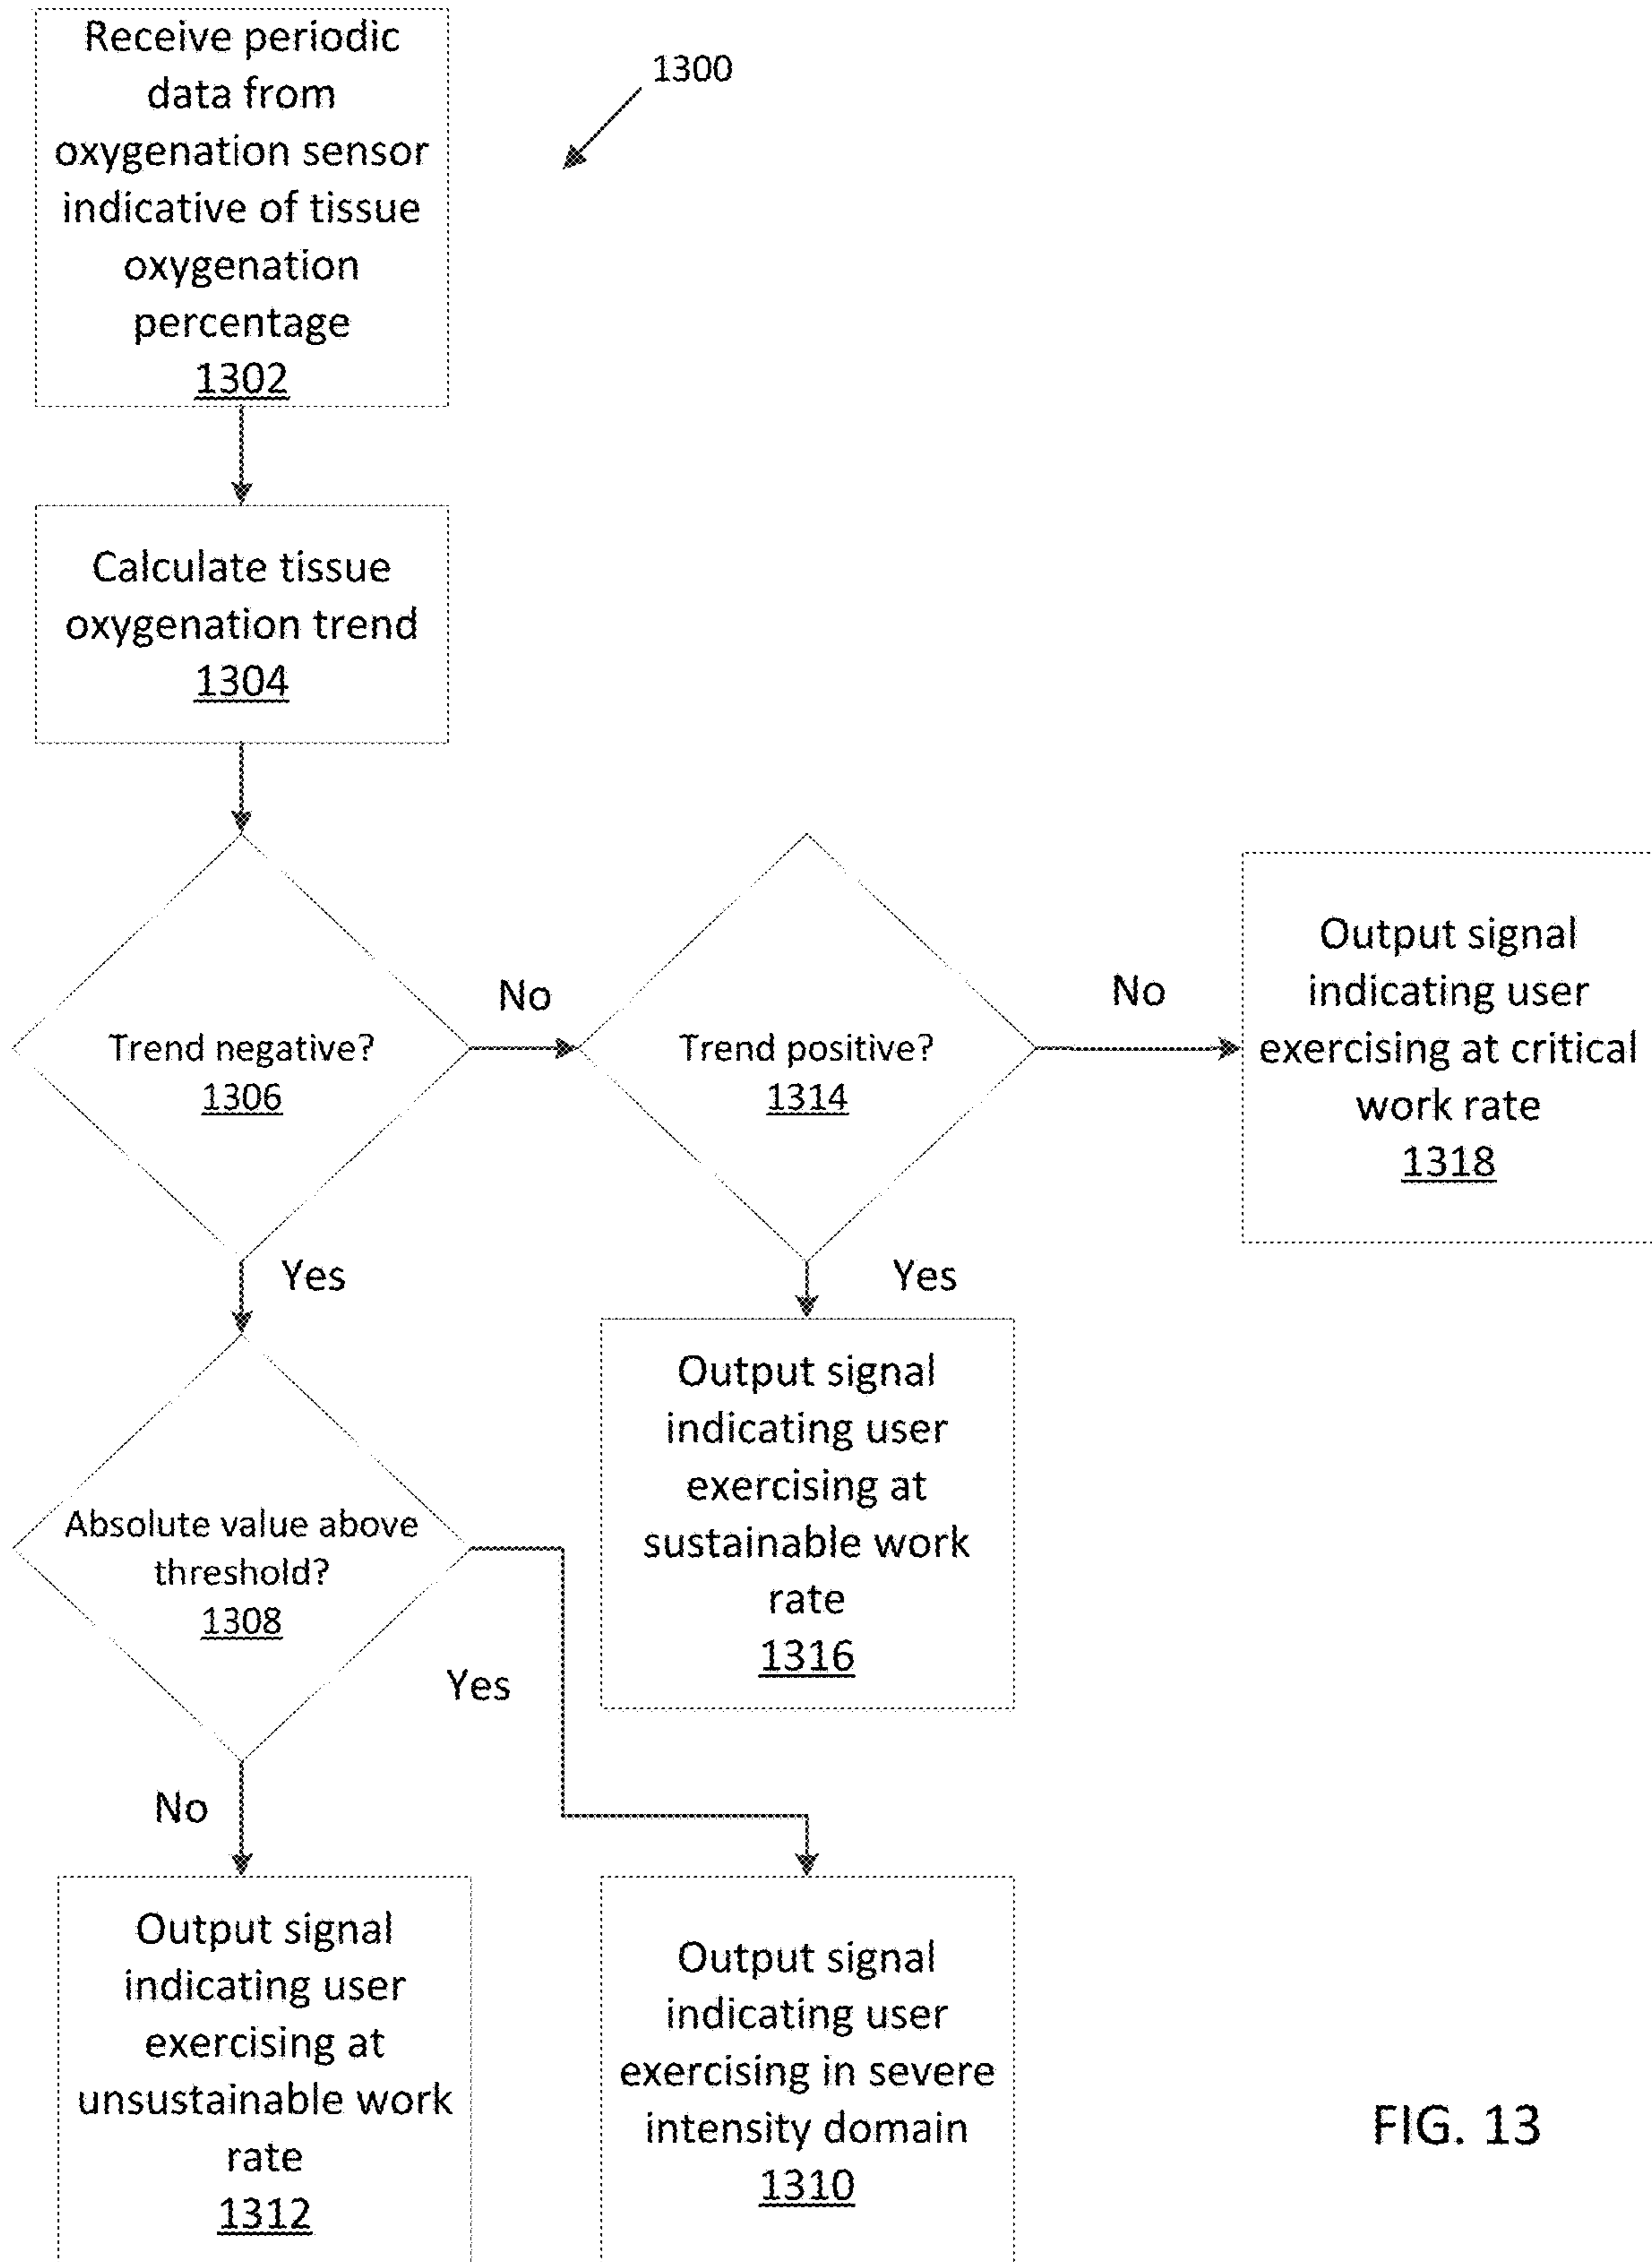 Receive periodic
data from
oxygenation sensor
indicative of tissue
oxygenation
percentage
1302
1300
Calculate tissue
oxygenation trend
1304
Trend negative?
1306
No
Trend positive?
1314
No
Output signal
indicating user
exercising at critical
work rate
1318
Yes
Yes
Absolute value above
threshold?
1308
Output signal
indicating user
exercising at
sustainable work
rate
1316
Yes
No
Output signal
indicating user
exercising at
unsustainable work
rate
1312
Output signal
indicating user
exercising in severe
intensity domain
1310
FIG. 13